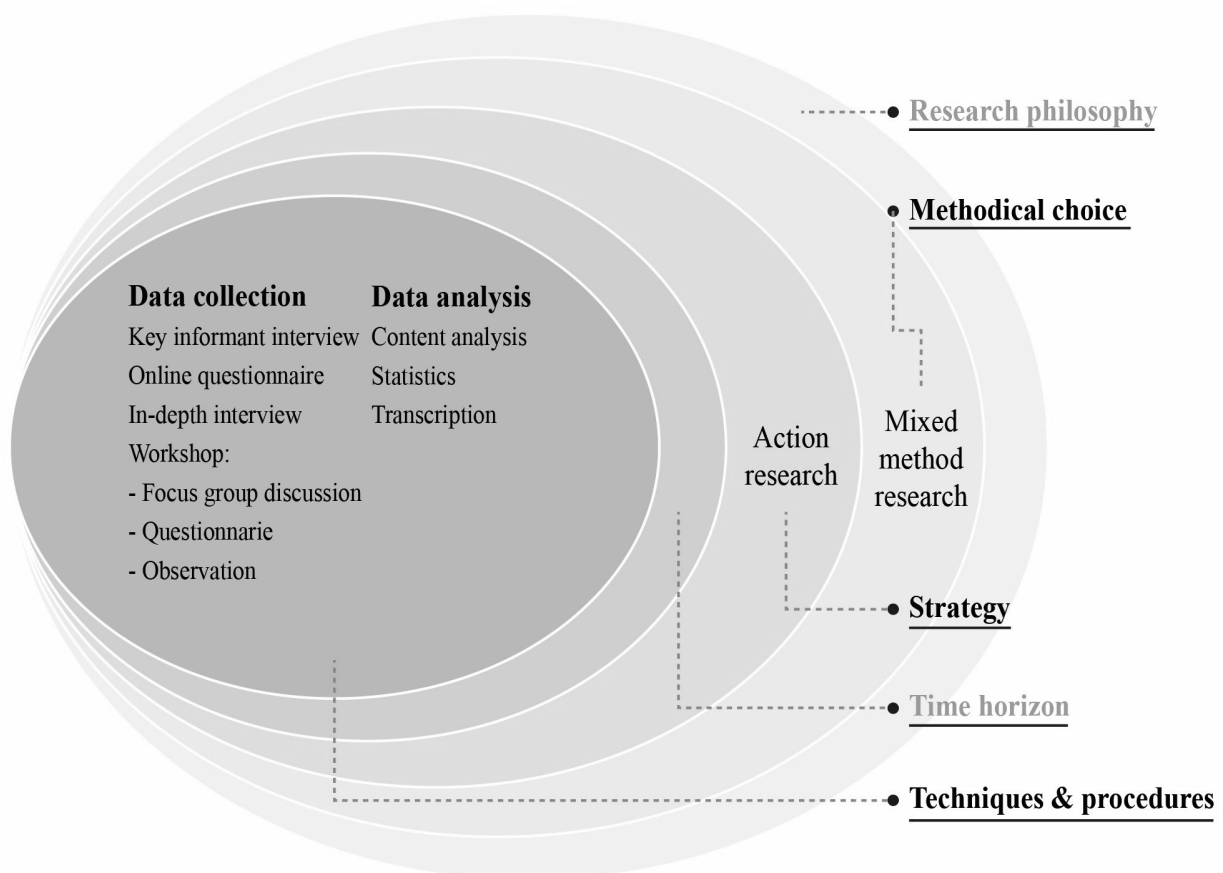 Research philosophy
Methodical choice
Data collection
Key informant interview
Online questionnaire
In-depth interview
Workshop:
- Focus group discussion
- Questionnarie
- Observation
Data analysis
Content analysis
Statistics
Transcription
Action
research
Mixed
method
research
Strategy
Time horizon
Techniques & procedures